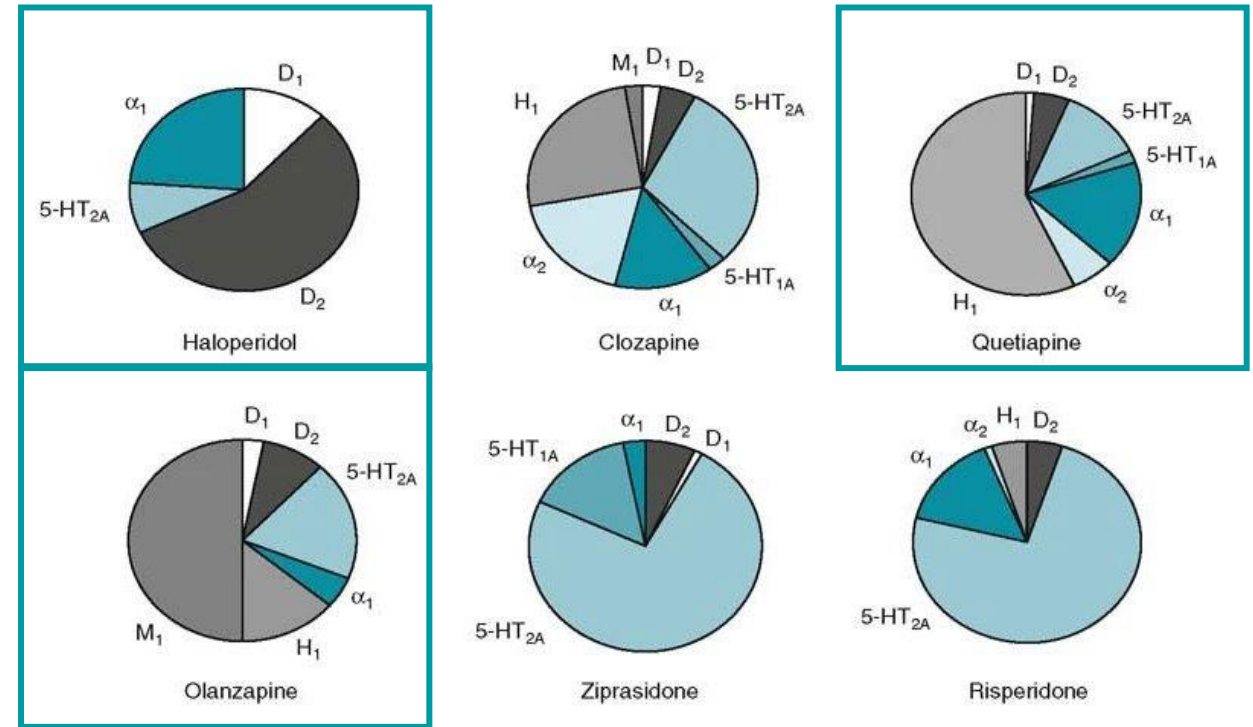 D₁
α₁
5-HT₂A
D₂
Haloperidol
M₁ D₁
D₂
H₁
5-HT₂A
α₂
5-HT₁A
α₁
Clozapine
D₁ D₂
5-HT₂A
5-HT₁A
α₁
α₂
H₁
Quetiapine
D₁
D₂
5-HT₂A
α₁
M₁
H₁
Olanzapine
α₁ D₂
D₁
5-HT₁A
5-HT₂A
Ziprasidone
H₁ D₂
α₂
α₁
5-HT₂A
Risperidone